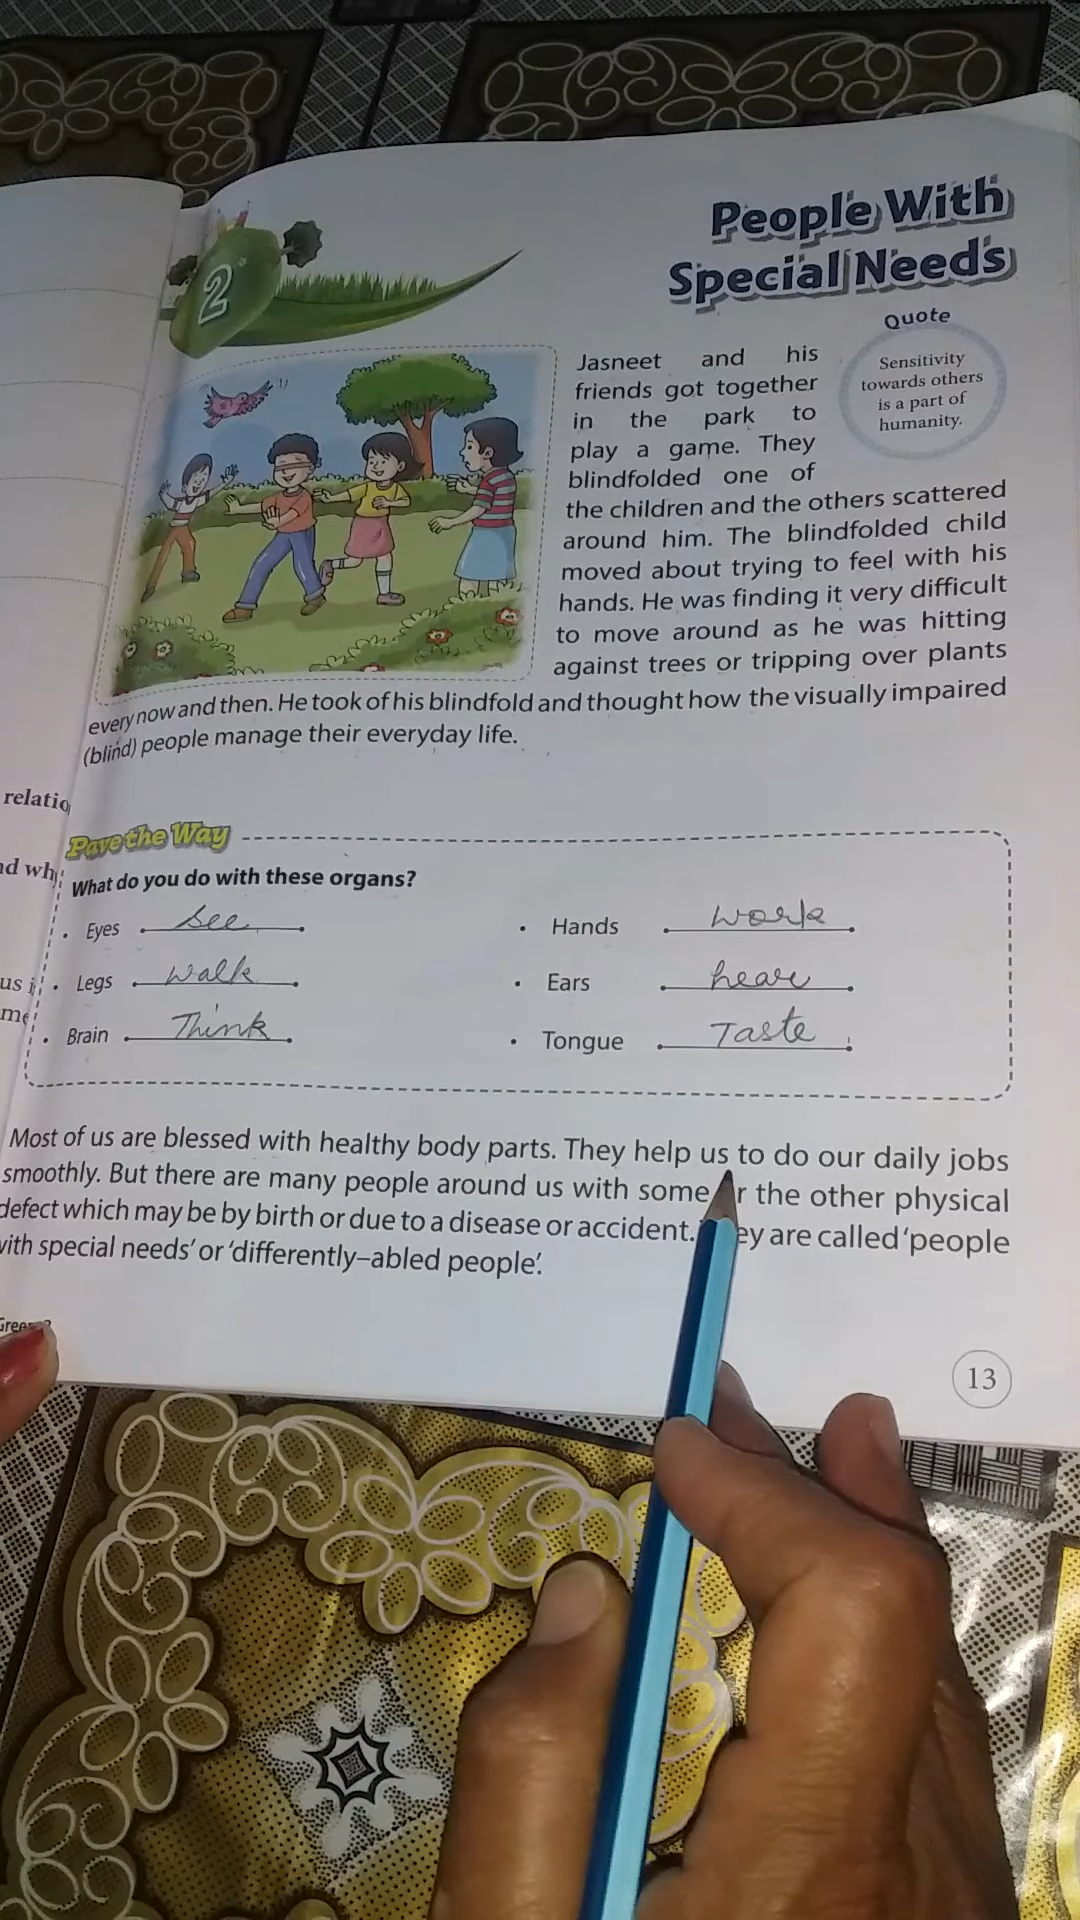 2
People With
Special Needs
Quote
Sensitivity
towards others
is a part of
humanity.
Jasneet and his
friends got together
in the park to
play a game. They
blindfolded one of
the children and the others scattered
around him. The blindfolded child
moved about trying to feel with his
hands. He was finding it very difficult
to move around as he was hitting
against trees or tripping over plants
every now and then. He took of his blindfold and thought how the visually impaired
(blind) people manage their everyday life.
Pave the Way
What do you do with these organs?
• Eyes see
• Hands work
• Legs walk
• Ears hear
• Brain Think
• Tongue Taste
Most of us are blessed with healthy body parts. They help us to do our daily jobs
smoothly. But there are many people around us with some r the other physical
defect which may be by birth or due to a disease or accident. ey are called 'people
with special needs' or 'differently–abled people'.
13